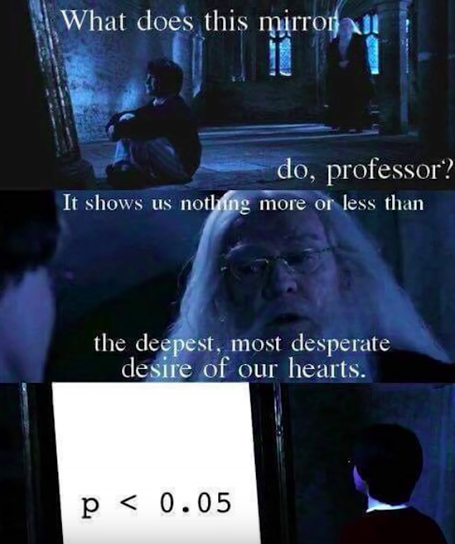 What does this mirror
do, professor?
It shows us nothing more or less than
the deepest, most desperate
desire of our hearts.
p < 0.05